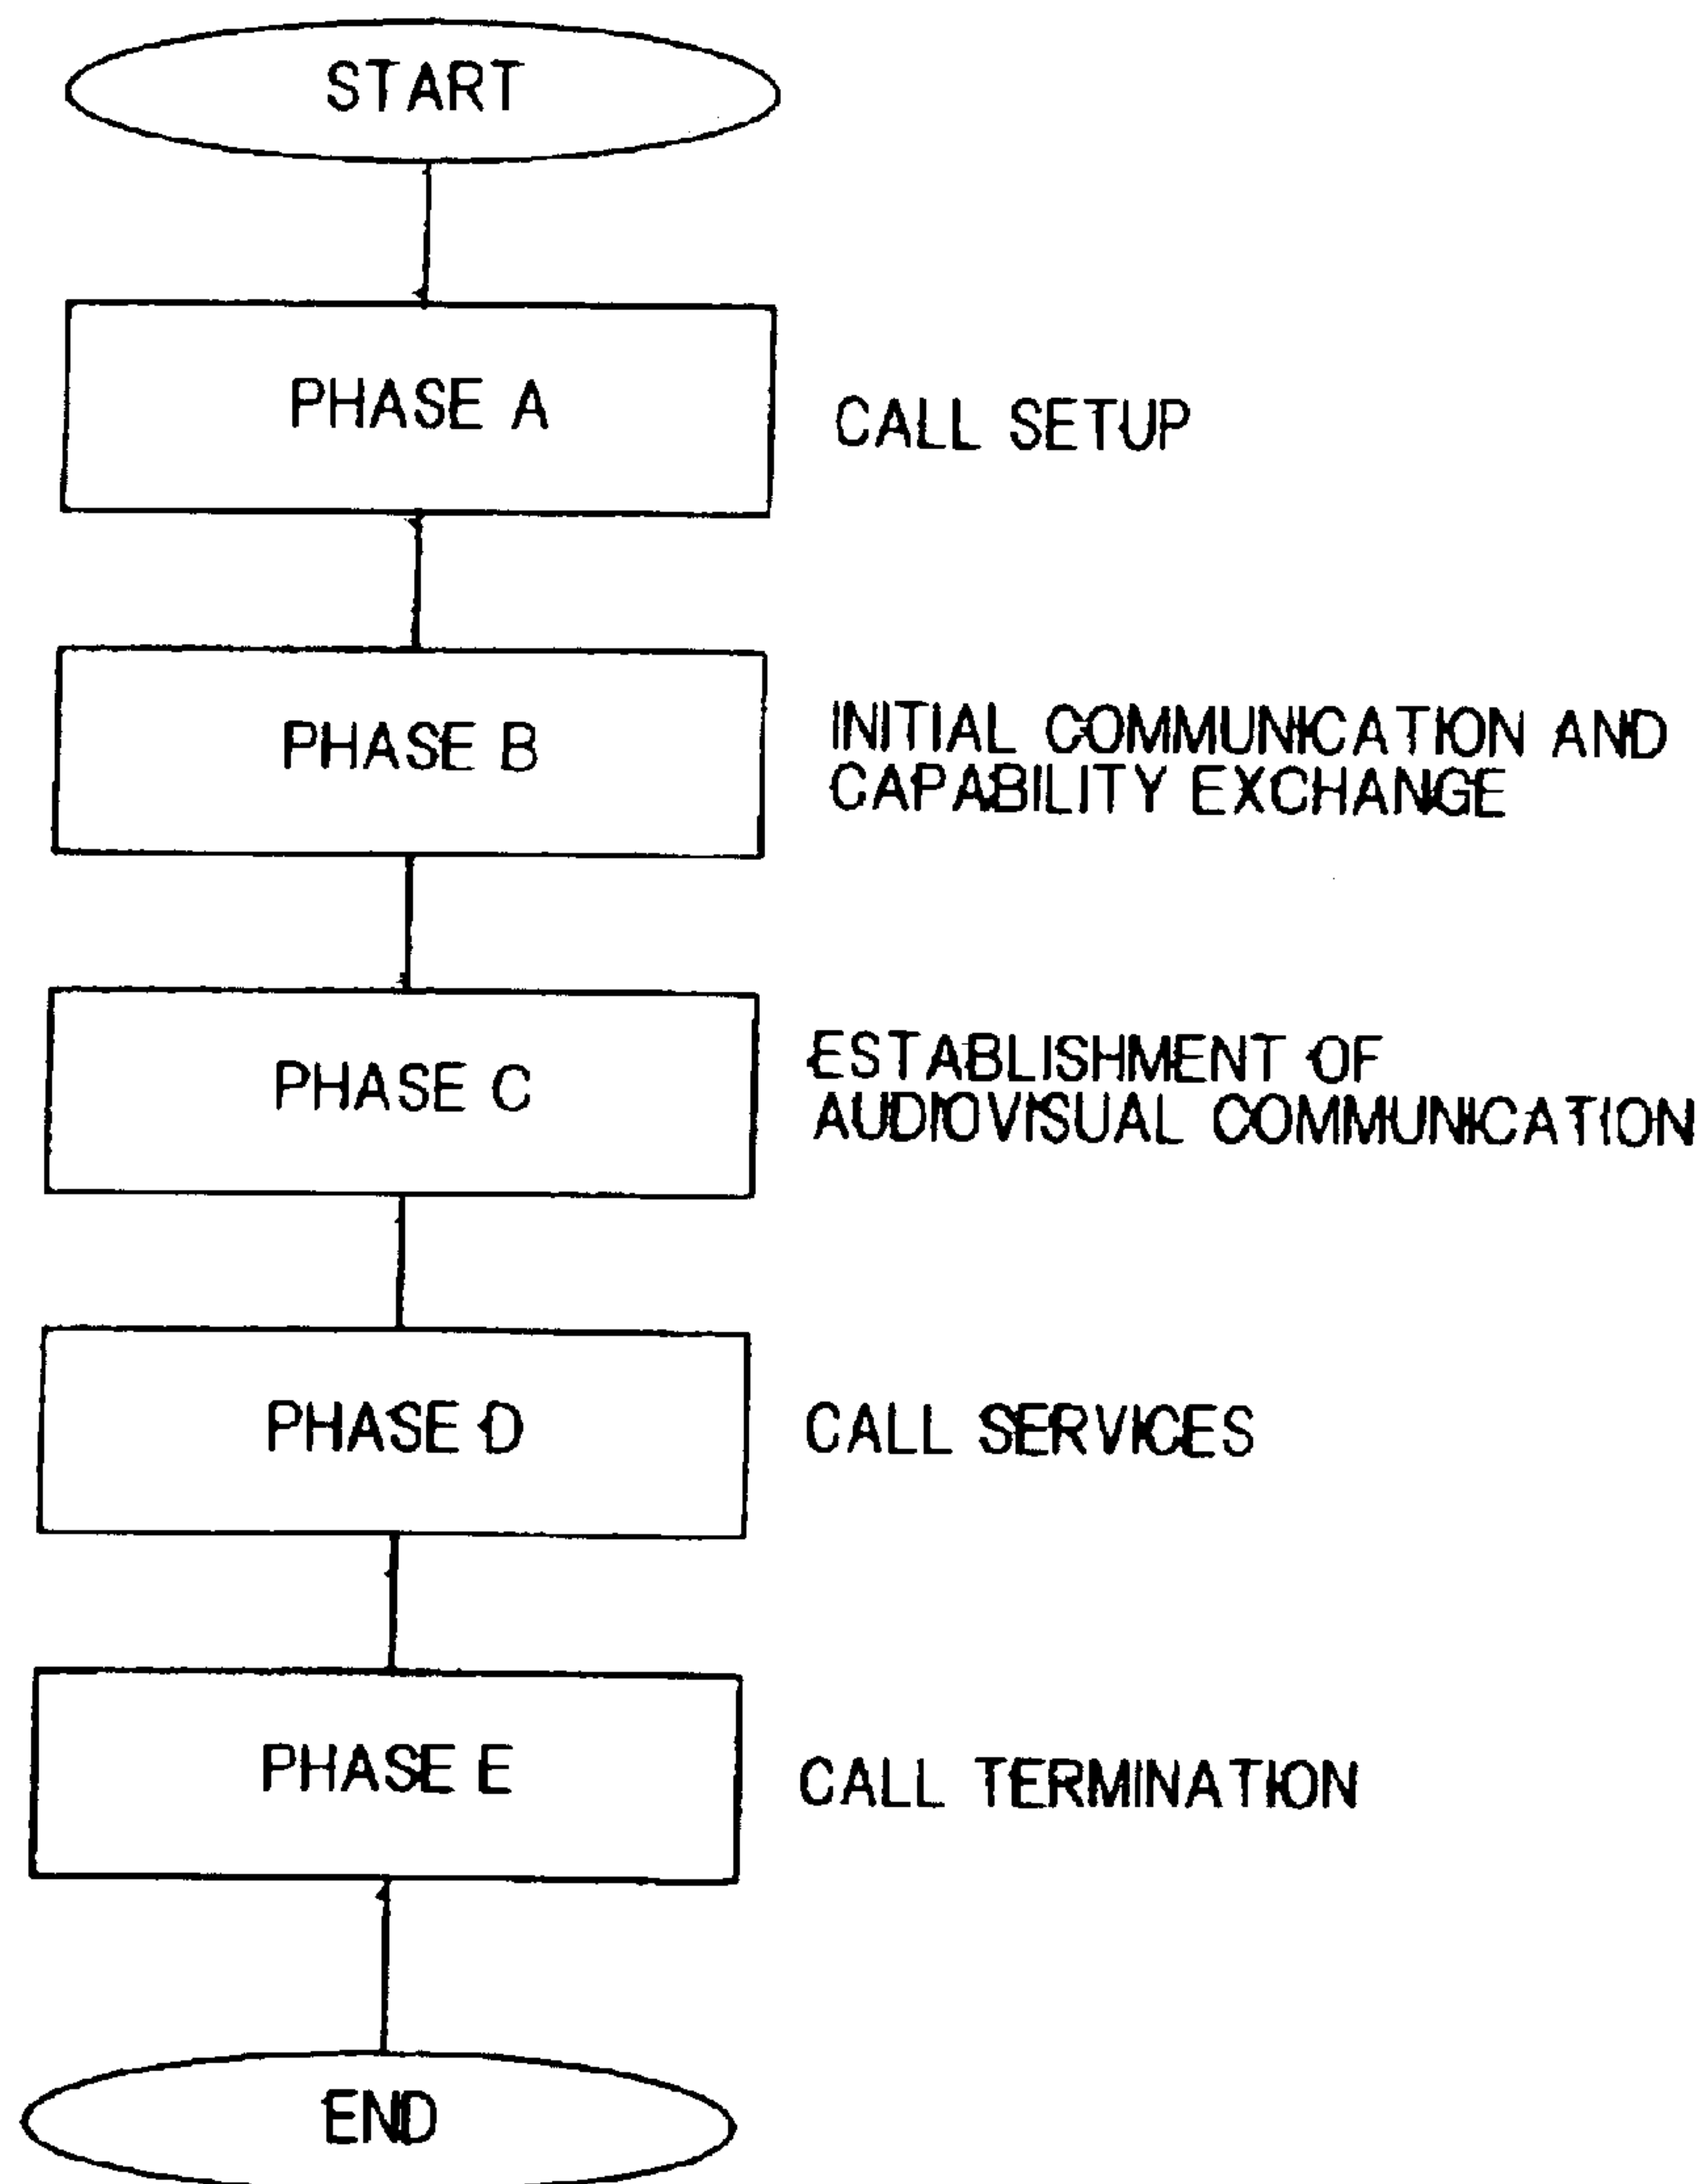 START
PHASE A
CALL SETUP
PHASE B
INITIAL COMMUNICATION AND
CAPABILITY EXCHANGE
PHASE C
ESTABLISHMENT OF
AUDIOVISUAL COMMUNICATION
PHASE D
CALL SERVICES
PHASE E
CALL TERMINATION
END